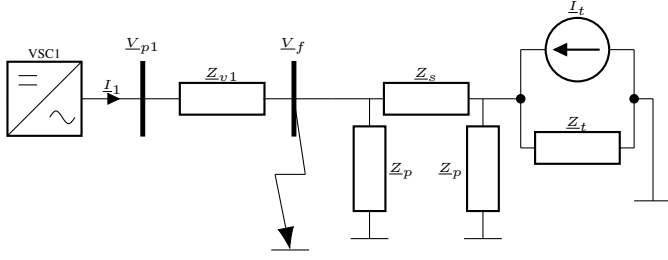 I_t
VSC1
V_p1
V_f
I_1
Z_v1
Z_s
Z_t
Z_p
Z_p